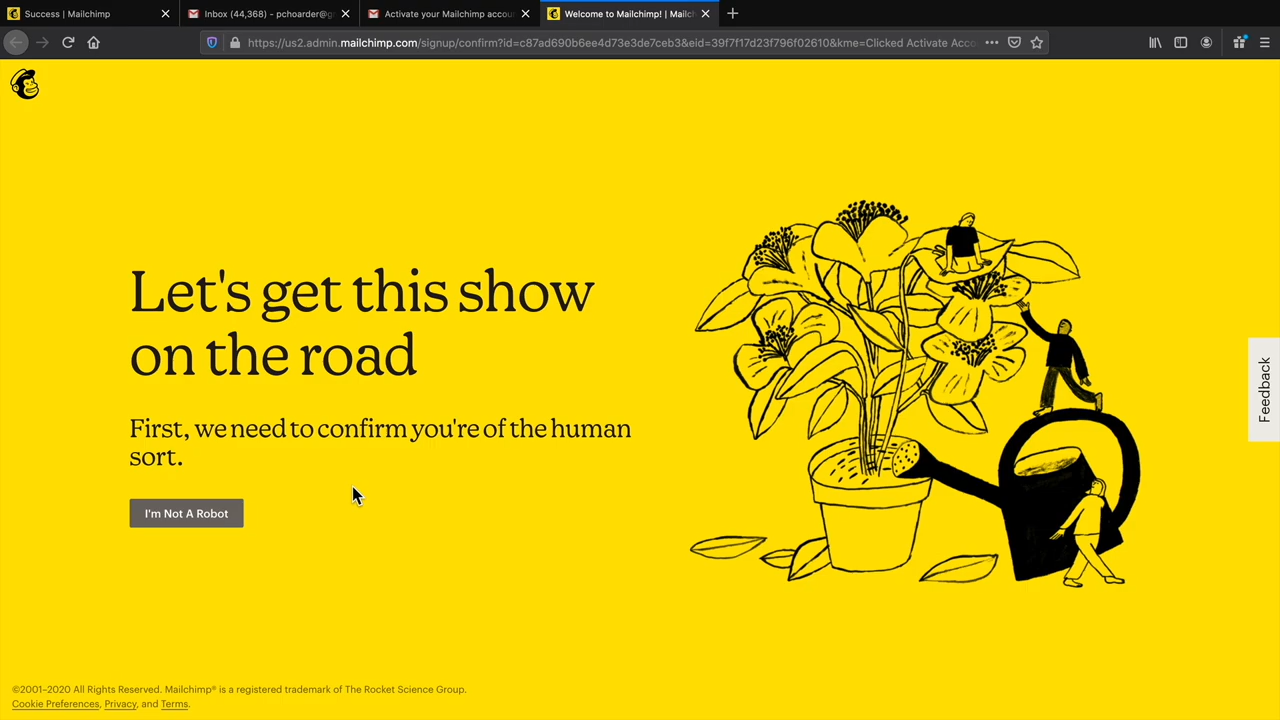 Success | Mailchimp
Inbox (44,368) - pchoarder@g
Activate your Mailchimp accou
Welcome to Mailchimp! | Mailch
https://us2.admin.mailchimp.com/signup/confirm?id=c87ad690b6ee4d73e3de7ceb3&eid=39f7f17d23f796f02610&kme=Clicked Activate Acco
Let's get this show
on the road
First, we need to confirm you're of the human
sort.
I'm Not A Robot
Feedback
©2001–2020 All Rights Reserved. Mailchimp® is a registered trademark of The Rocket Science Group.
Cookie Preferences, Privacy, and Terms.